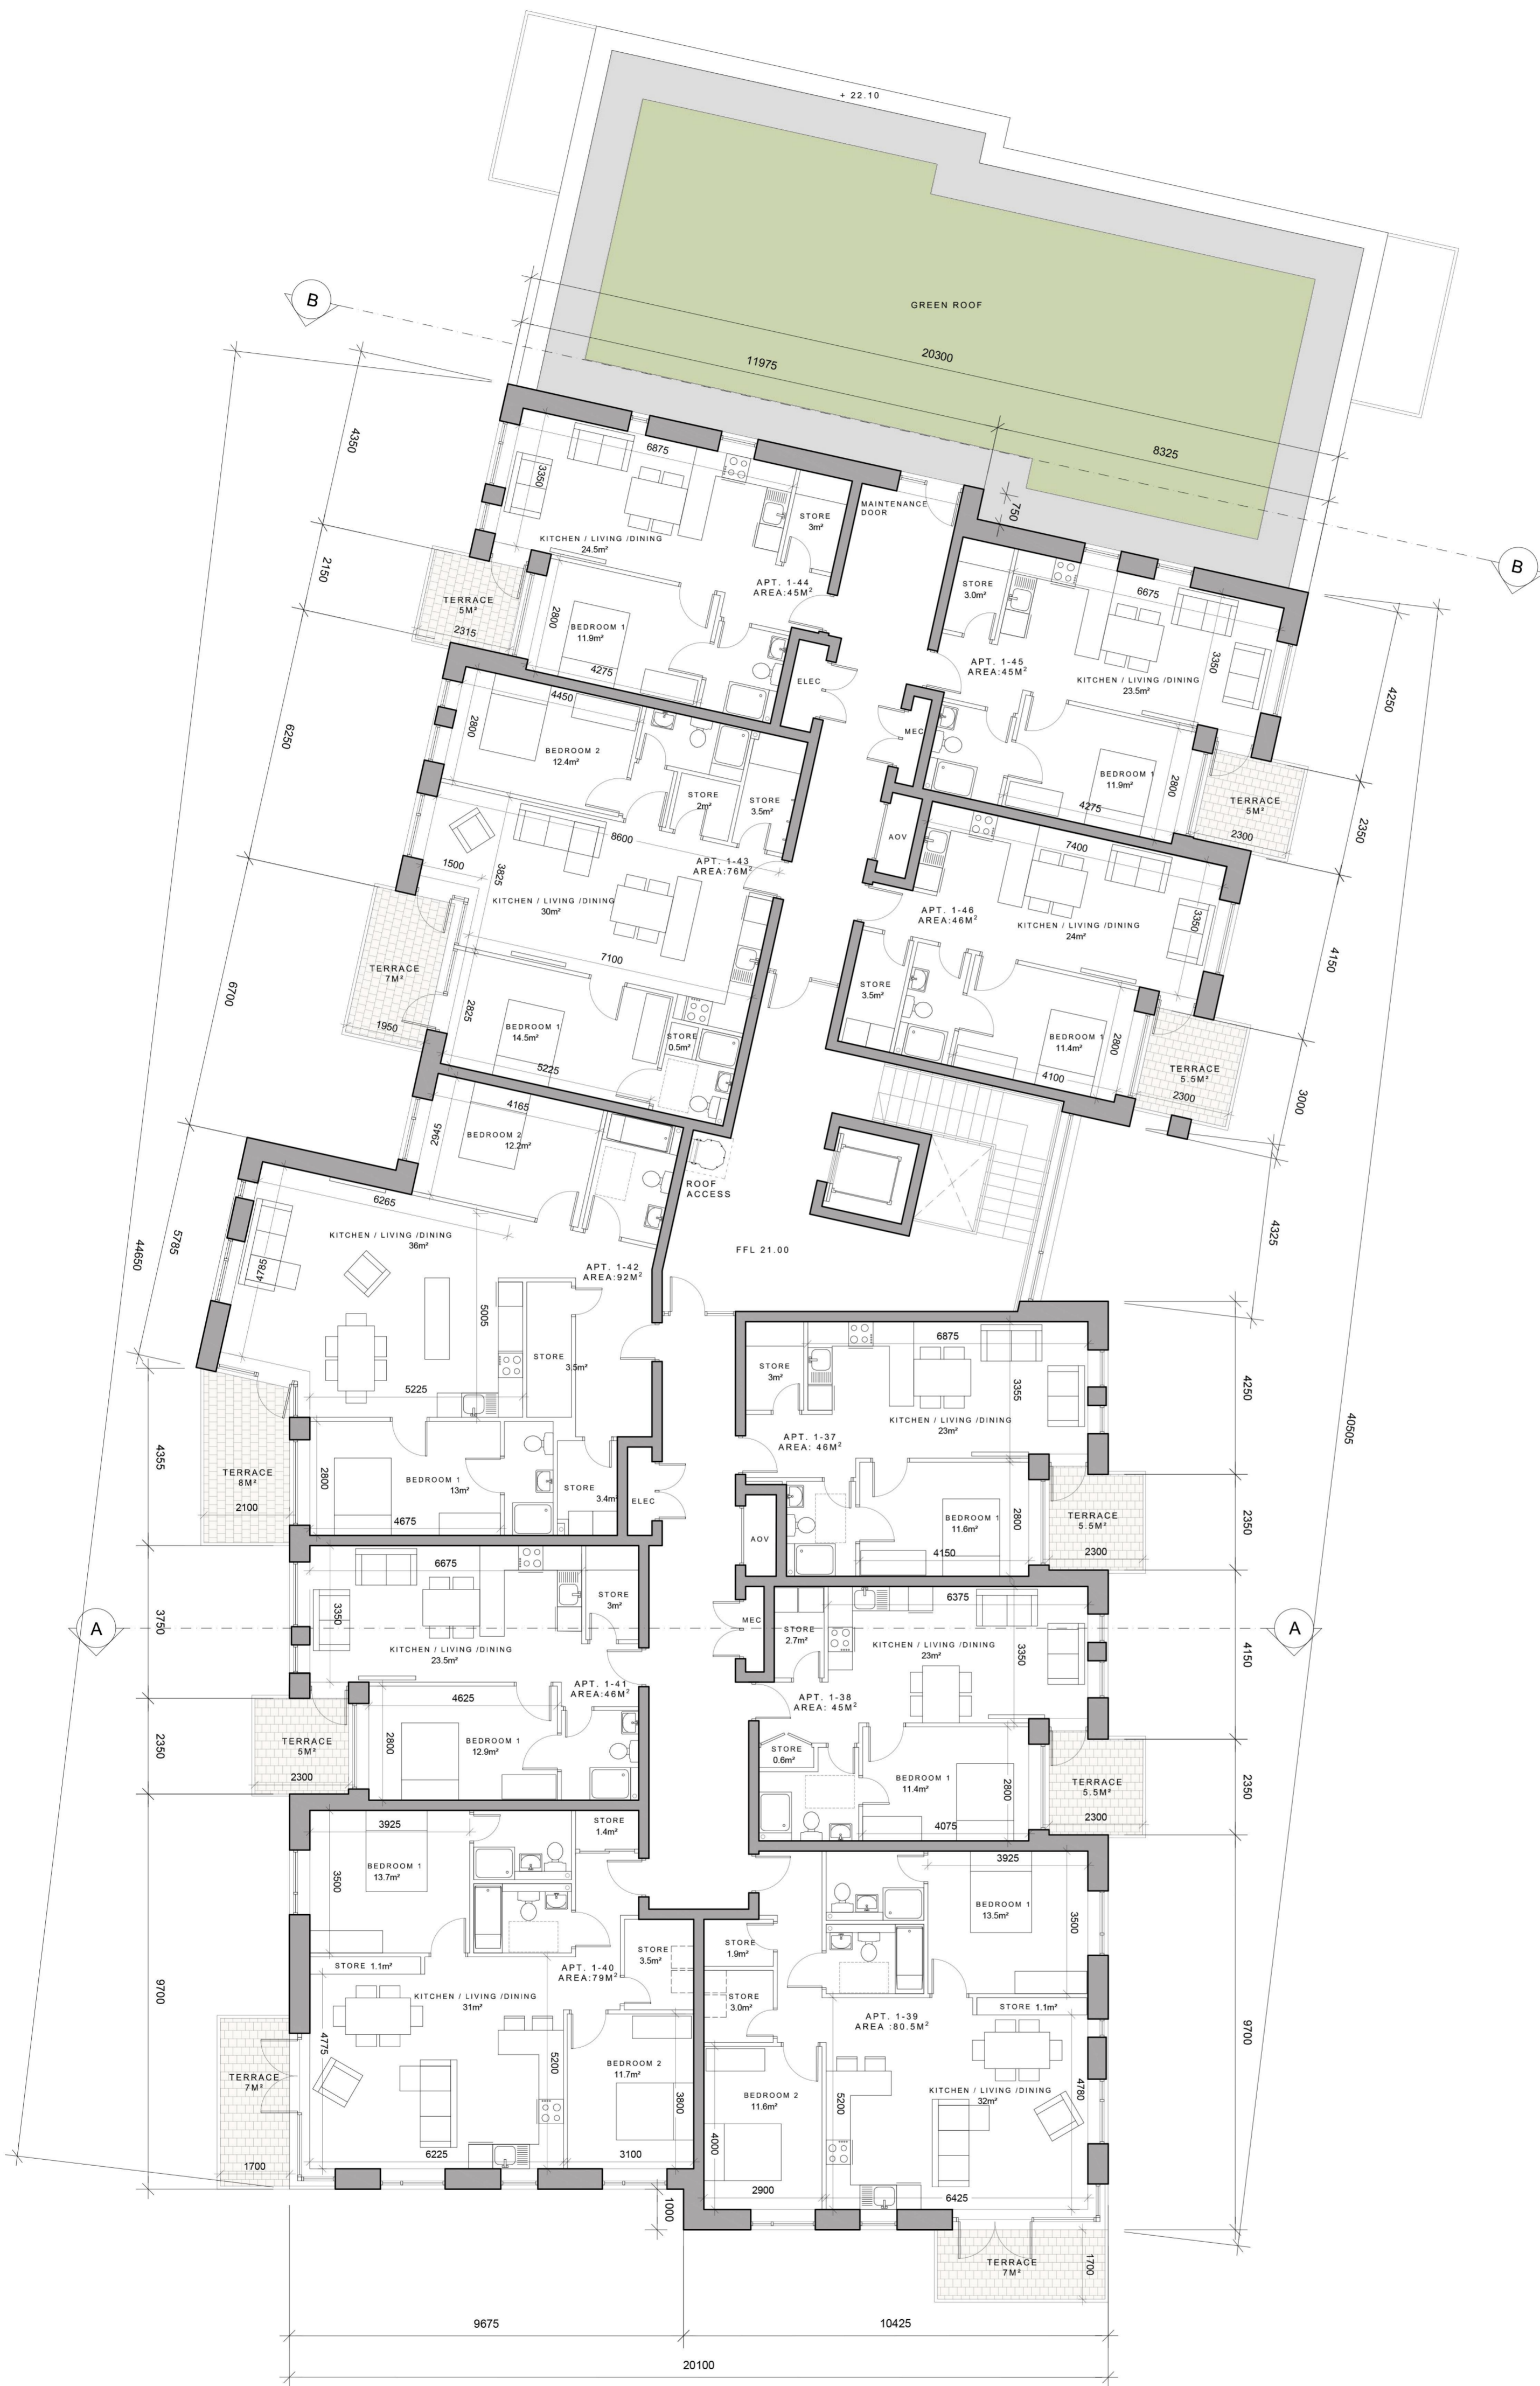 + 22.10
B
GREEN ROOF
20300
11975
8325
750
B
4350
2150
6250
6700
5785
44650
6875
3350
KITCHEN / LIVING /DINING
24.5m²
STORE
3m²
MAINTENANCE
DOOR
APT. 1-44
AREA:45M²
TERRACE
5M²
2315
2800
BEDROOM 1
11.9m²
4275
ELEC
STORE
3.0m²
6675
3350
APT. 1-45
AREA:45M²
KITCHEN / LIVING /DINING
23.5m²
MEC
BEDROOM 1
11.9m²
2800
4275
TERRACE
5M²
2300
4250
2350
4150
3000
4325
40505
4450
2800
BEDROOM 2
12.4m²
STORE
2m²
STORE
3.5m²
8600
APT. 1-43
AREA:76M²
1500
3825
KITCHEN / LIVING /DINING
30m²
7100
TERRACE
7M²
1950
2825
BEDROOM 1
14.5m²
STORE
0.5m²
5225
AOV
7400
APT. 1-46
AREA:46M²
KITCHEN / LIVING /DINING
24m²
3350
STORE
3.5m²
BEDROOM 1
11.4m²
2800
4100
TERRACE
5.5M²
2300
4165
2945
BEDROOM 2
12.2m²
ROOF
ACCESS
6265
KITCHEN / LIVING /DINING
36m²
4785
FFL 21.00
APT. 1-42
AREA:92M²
5005
STORE
3.5m²
5225
TERRACE
8M²
2100
2800
BEDROOM 1
13m²
4675
STORE
3.4m²
ELEC
4355
3750
2350
9700
6875
STORE
3m²
3355
KITCHEN / LIVING /DINING
23m²
APT. 1-37
AREA: 46M²
BEDROOM 1
11.6m²
2800
4150
TERRACE
5.5M²
2300
AOV
4250
2350
4150
2350
9700
A
6675
3350
KITCHEN / LIVING /DINING
23.5m²
STORE
3m²
APT. 1-41
AREA:46M²
4625
TERRACE
5M²
2300
2800
BEDROOM 1
12.9m²
MEC
STORE
2.7m²
6375
3350
KITCHEN / LIVING /DINING
23m²
A
APT. 1-38
AREA: 45M²
STORE
0.6m²
BEDROOM 1
11.4m²
2800
4075
TERRACE
5.5M²
2300
3925
3500
BEDROOM 1
13.7m²
STORE
1.4m²
STORE 1.1m²
STORE
3.5m²
APT. 1-40
AREA:79M²
KITCHEN / LIVING /DINING
31m²
4775
5200
BEDROOM 2
11.7m²
3800
TERRACE
7M²
1700
6225
3100
3925
BEDROOM 1
13.5m²
3500
STORE
1.9m²
STORE
3.0m²
STORE 1.1m²
APT. 1-39
AREA :80.5M²
BEDROOM 2
11.6m²
5200
KITCHEN / LIVING /DINING
32m²
4780
4000
2900
6425
1000
TERRACE
7M²
1700
9675
10425
20100